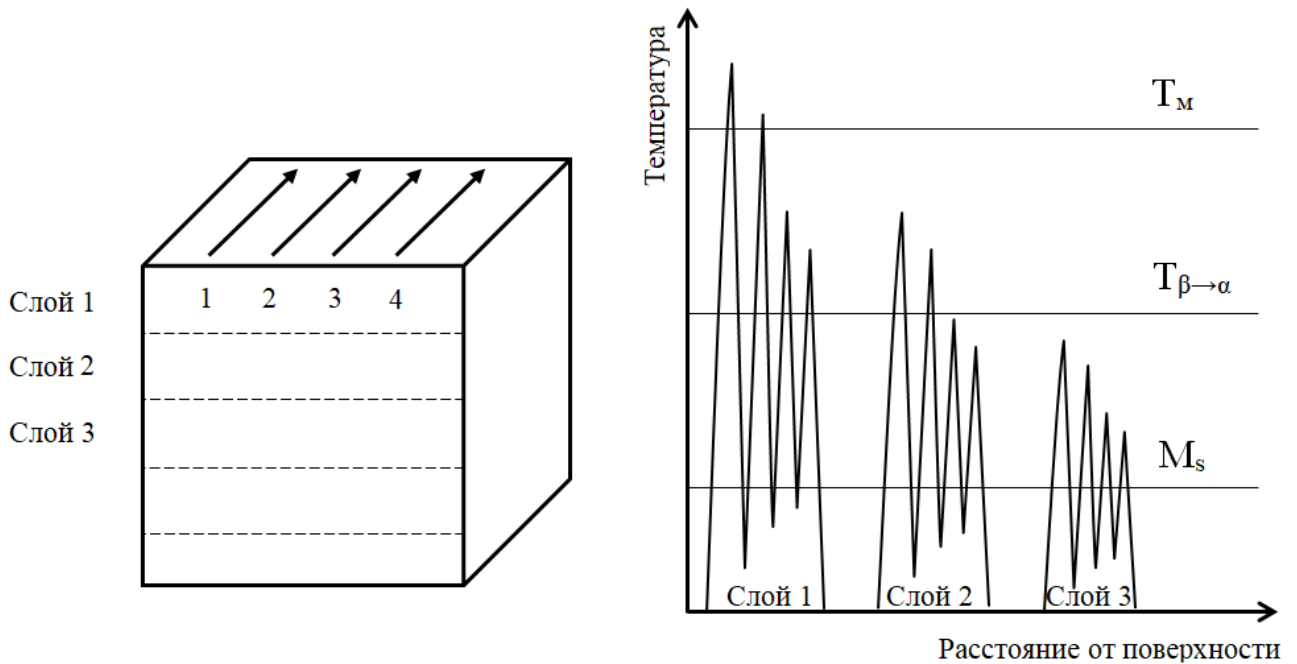 Слой 1
Слой 2
Слой 3
1 2 3 4
Температура
Tм
Tβ→α
Ms
Слой 1 Слой 2 Слой 3
Расстояние от поверхности